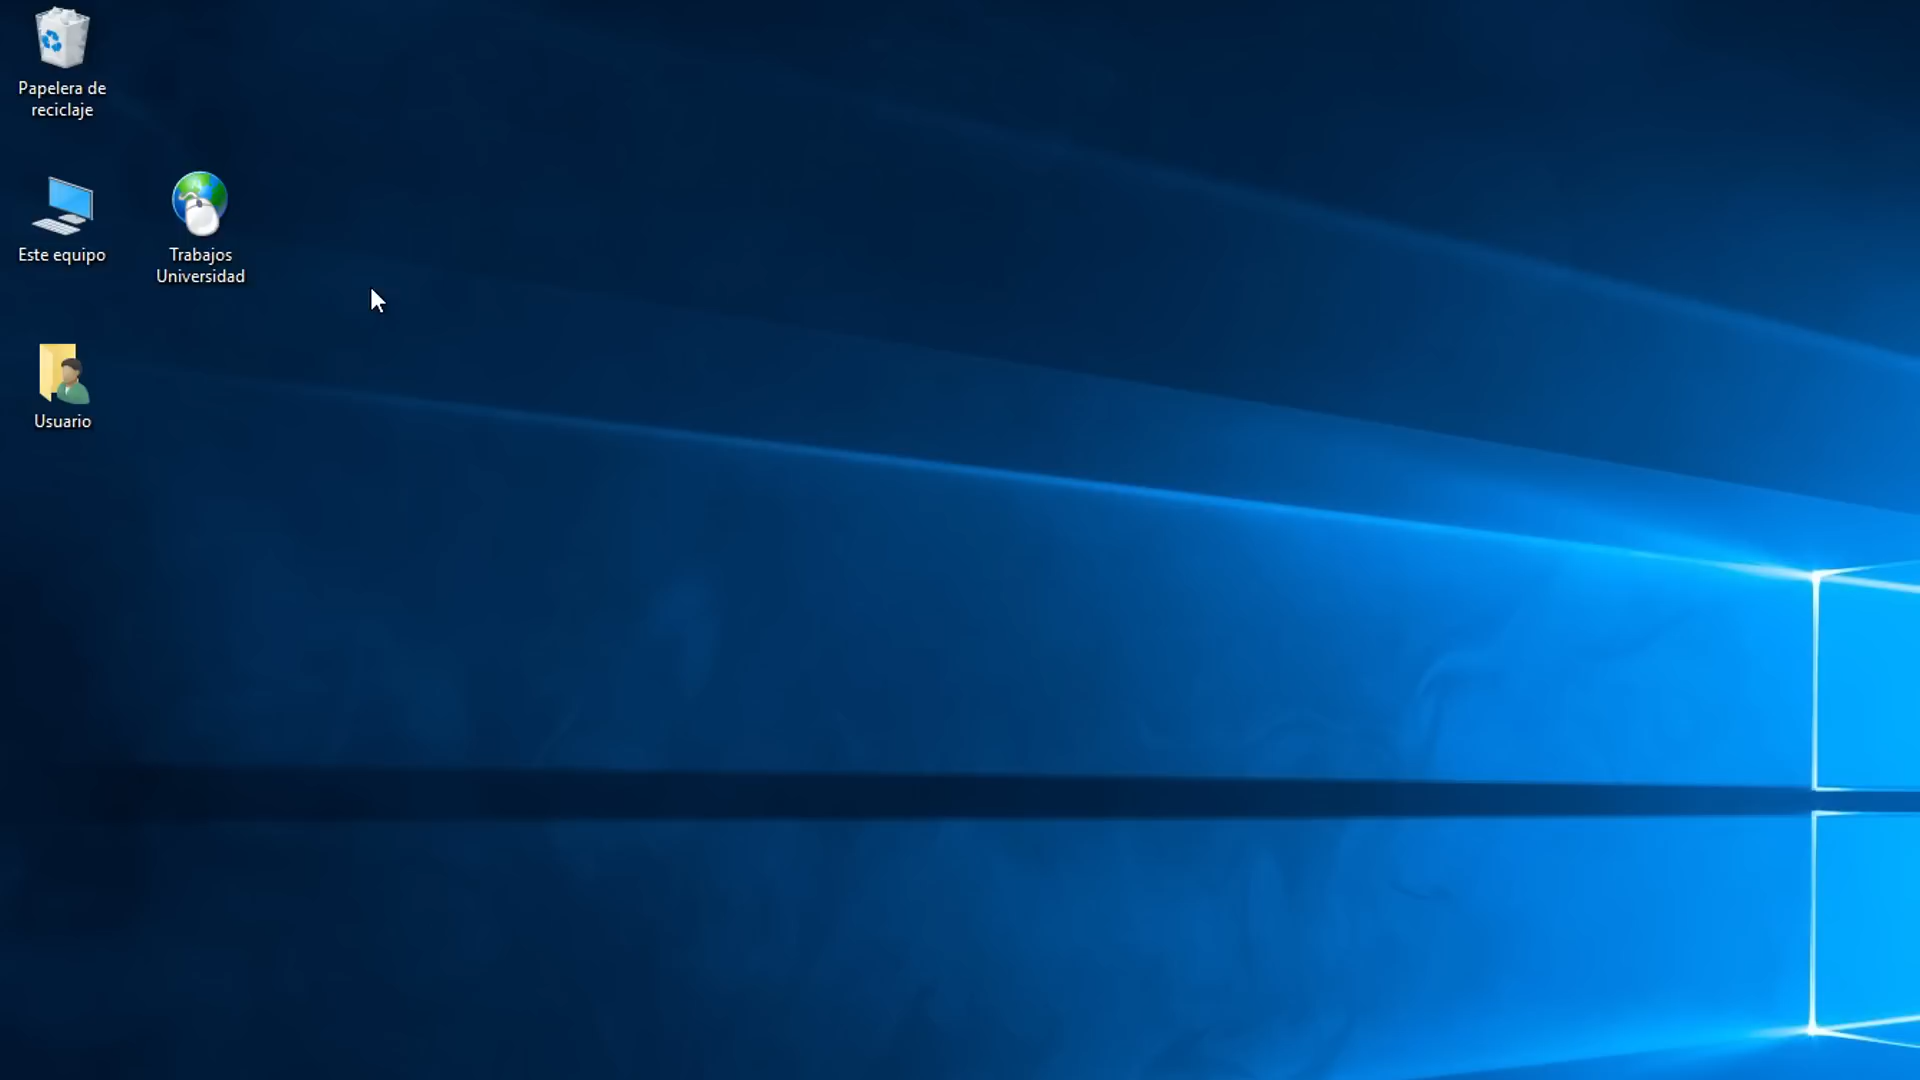 Papelera de
reciclaje
Este equipo
Trabajos
Universidad
Usuario